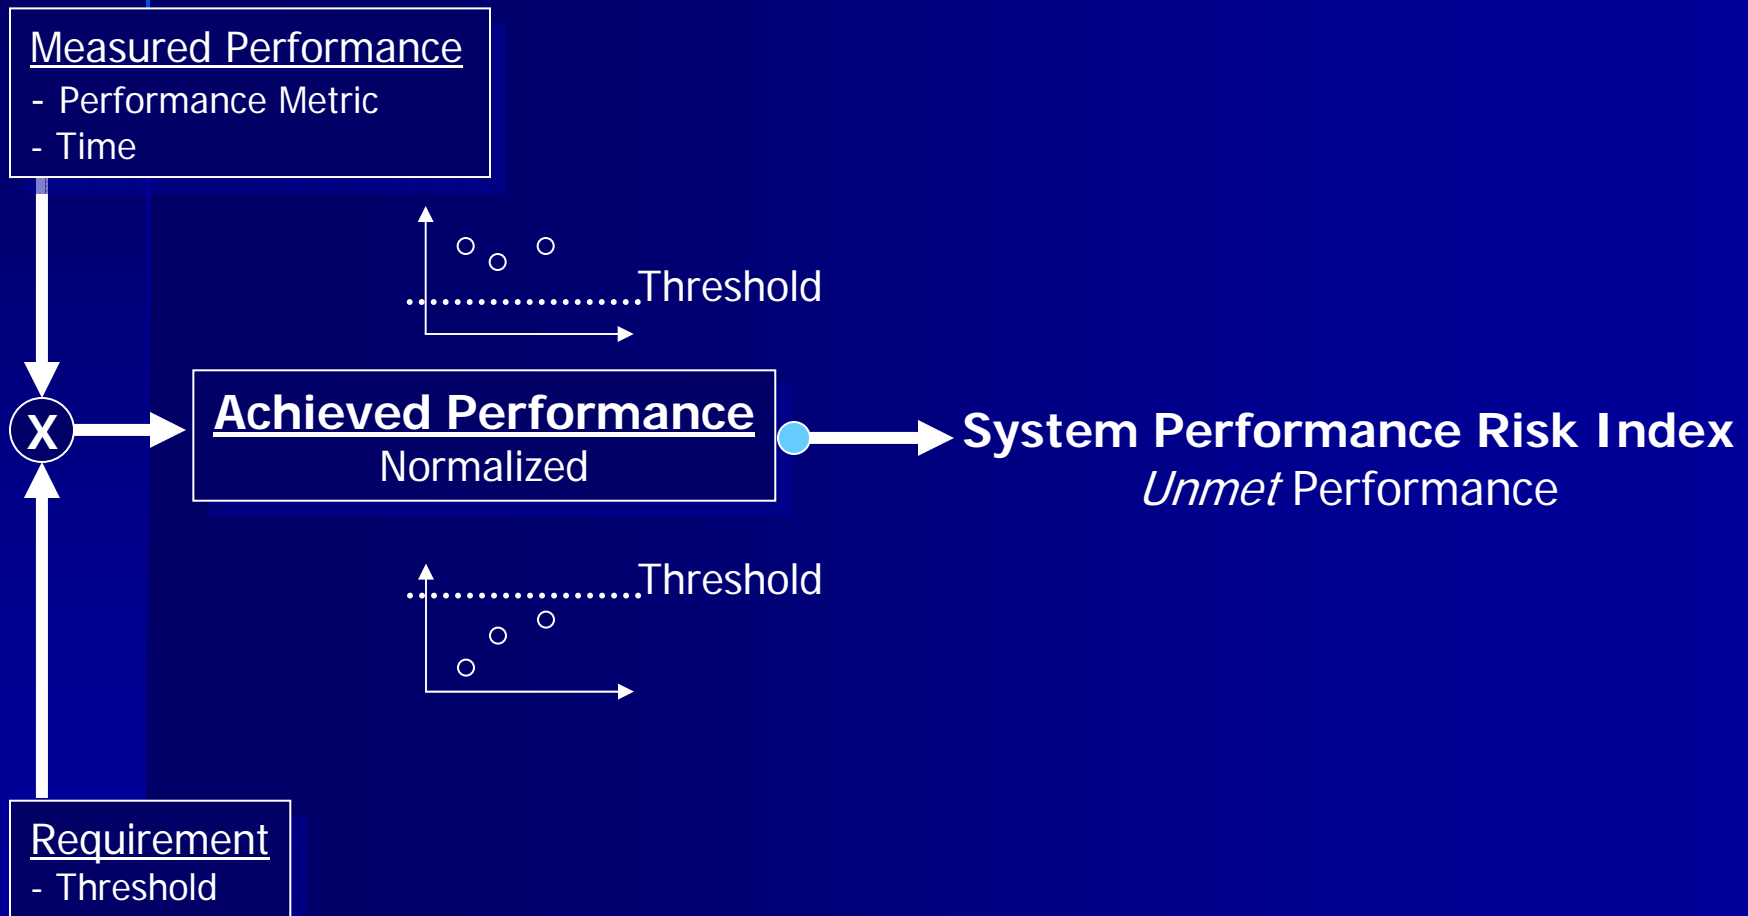 Measured Performance
- Performance Metric
- Time
Threshold
X
Achieved Performance
Normalized
System Performance Risk Index
Unmet Performance
Threshold
Requirement
- Threshold